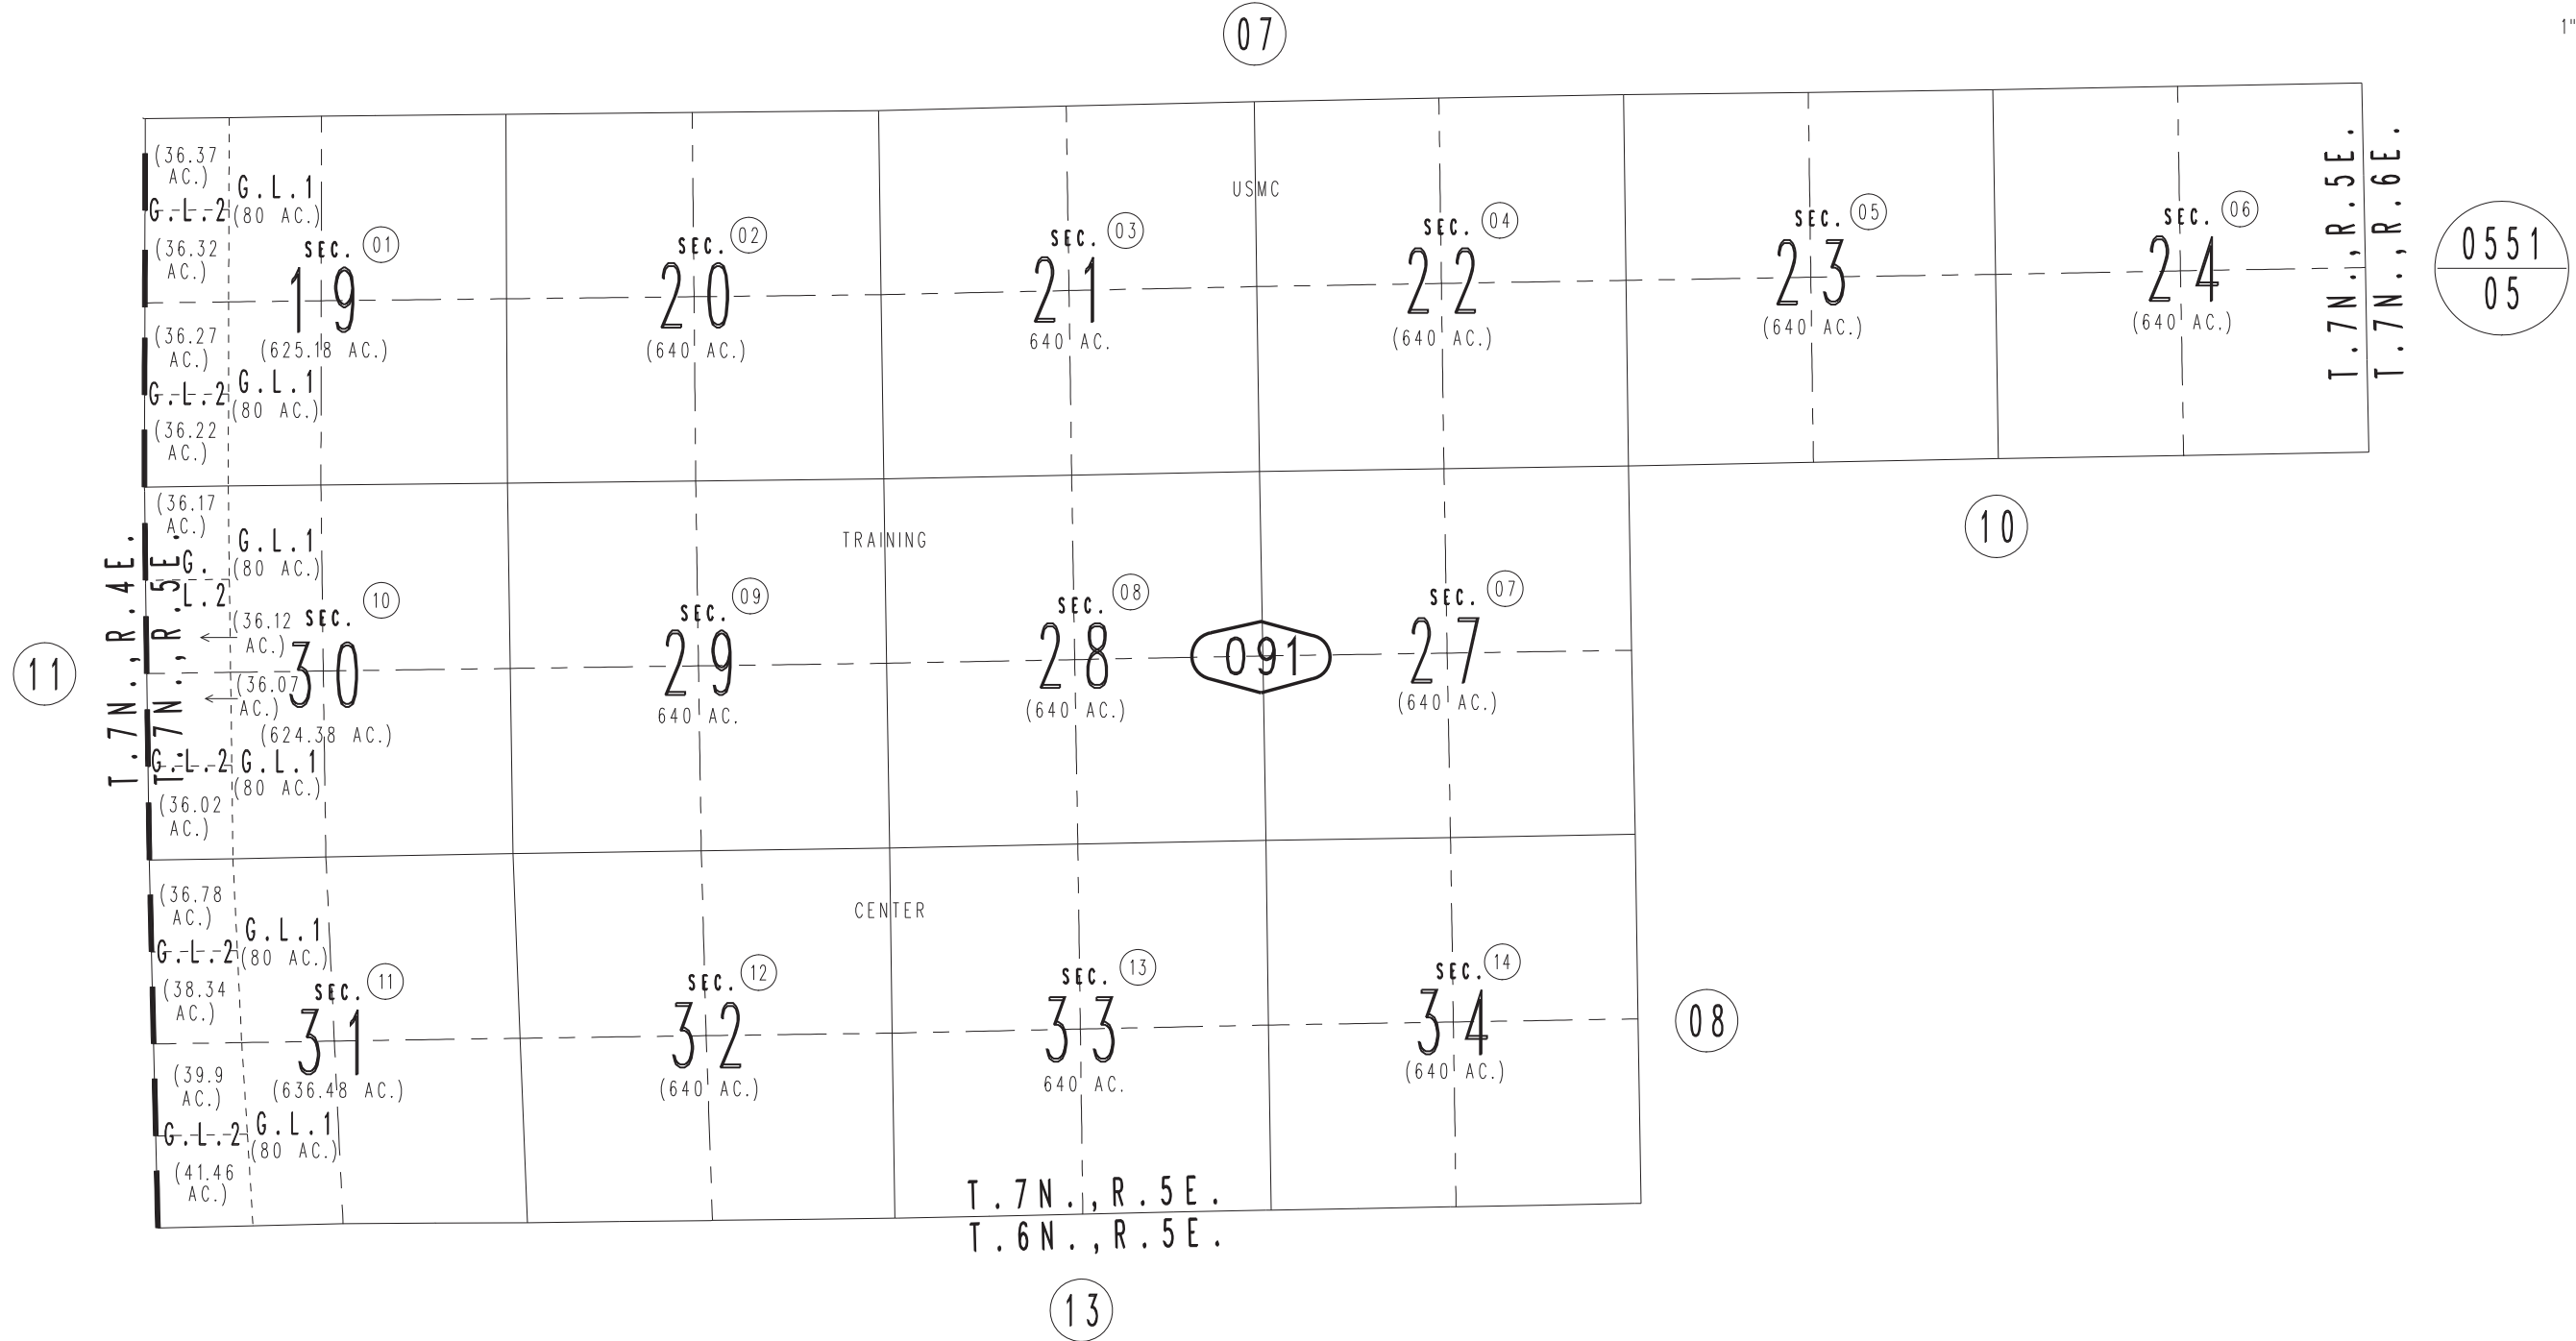 07
1"
(36.37
AC.)
G.L.1
(80 AC.)
G.L.2
(36.32
AC.)
SEC. 01
19
(625.18 AC.)
(36.27
AC.)
G.L.1
(80 AC.)
G.L.2
(36.22
AC.)
SEC. 02
20
(640 AC.)
SEC. 03
21
640 AC.
USMC
SEC. 04
22
(640 AC.)
SEC. 05
23
(640 AC.)
SEC. 06
24
(640 AC.)
T.7N.,R.5E.
T.7N.,R.6E.
0551
05
10
11
T.7N.,R.4E.
T.7N.,R.5E.
(36.17
AC.)
G.
L.2
G.L.1
(80 AC.)
(36.12
AC.)
SEC. 10
30
(36.07
AC.)
(624.38 AC.)
G.L.2
G.L.1
(80 AC.)
(36.02
AC.)
TRAINING
SEC. 09
29
640 AC.
SEC. 08
28
(640 AC.)
091
SEC. 07
27
(640 AC.)
(36.78
AC.)
G.L.1
(80 AC.)
G.L.2
(38.34
AC.)
SEC. 11
31
(636.48 AC.)
(39.9
AC.)
G.L.1
(80 AC.)
G.L.2
(41.46
AC.)
CENTER
SEC. 12
32
(640 AC.)
SEC. 13
33
640 AC.
SEC. 14
34
(640 AC.)
08
T.7N.,R.5E.
T.6N.,R.5E.
13